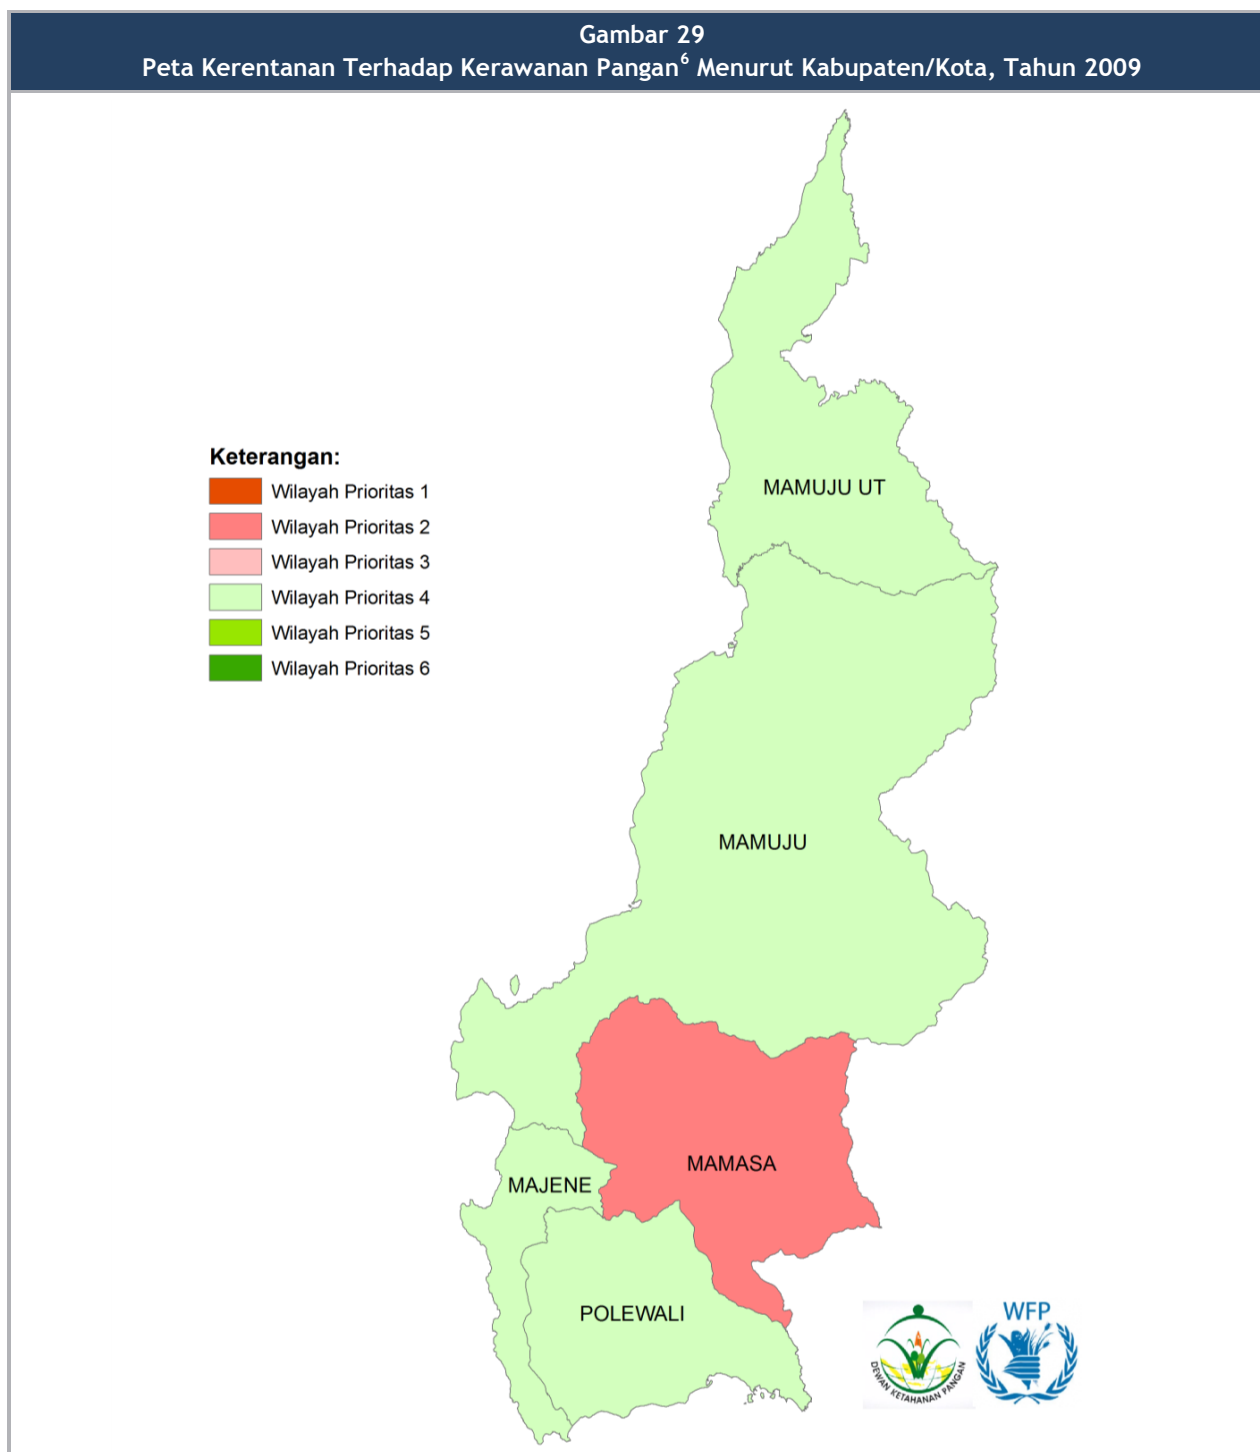 Gambar 29
Peta Kerentanan Terhadap Kerawanan Pangan⁶ Menurut Kabupaten/Kota, Tahun 2009
Keterangan:
Wilayah Prioritas 1
Wilayah Prioritas 2
Wilayah Prioritas 3
Wilayah Prioritas 4
Wilayah Prioritas 5
Wilayah Prioritas 6
MAMUJU UT
MAMUJU
MAMASA
MAJENE
POLEWALI
DEWAN KETAHANAN PANGAN
WFP